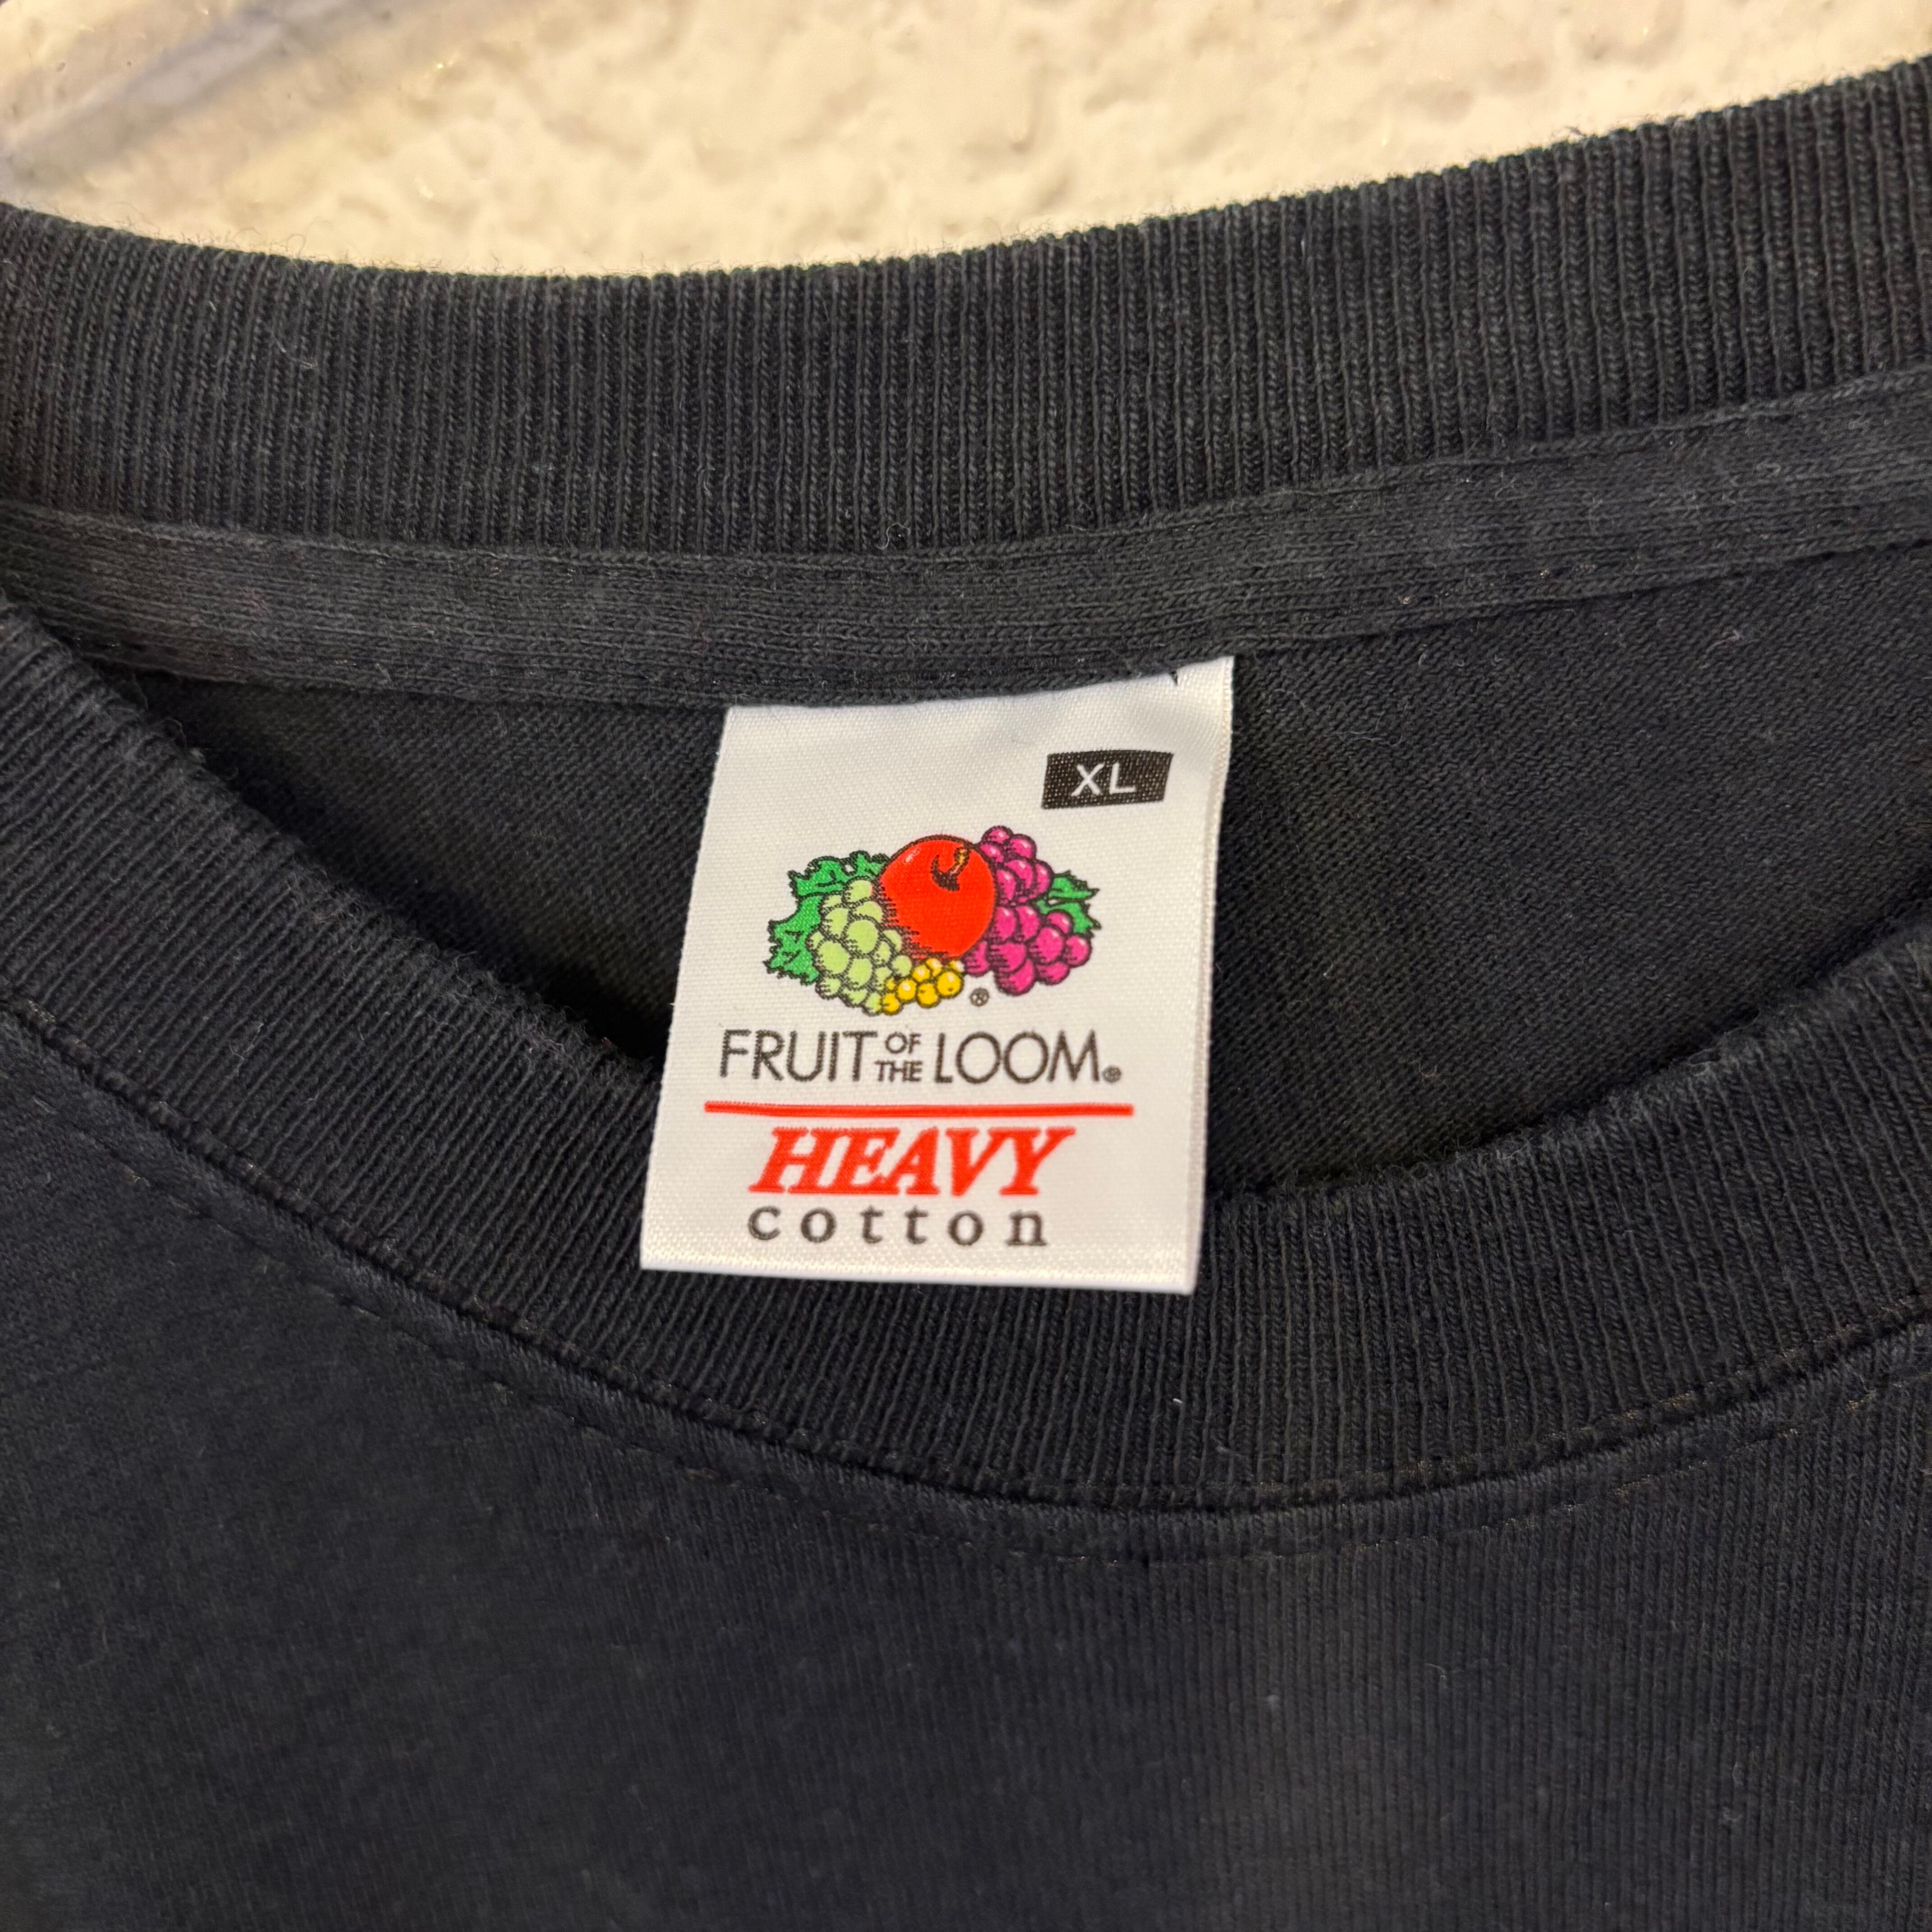 XL
®
FRUIT OF THE LOOM®
HEAVY
cotton